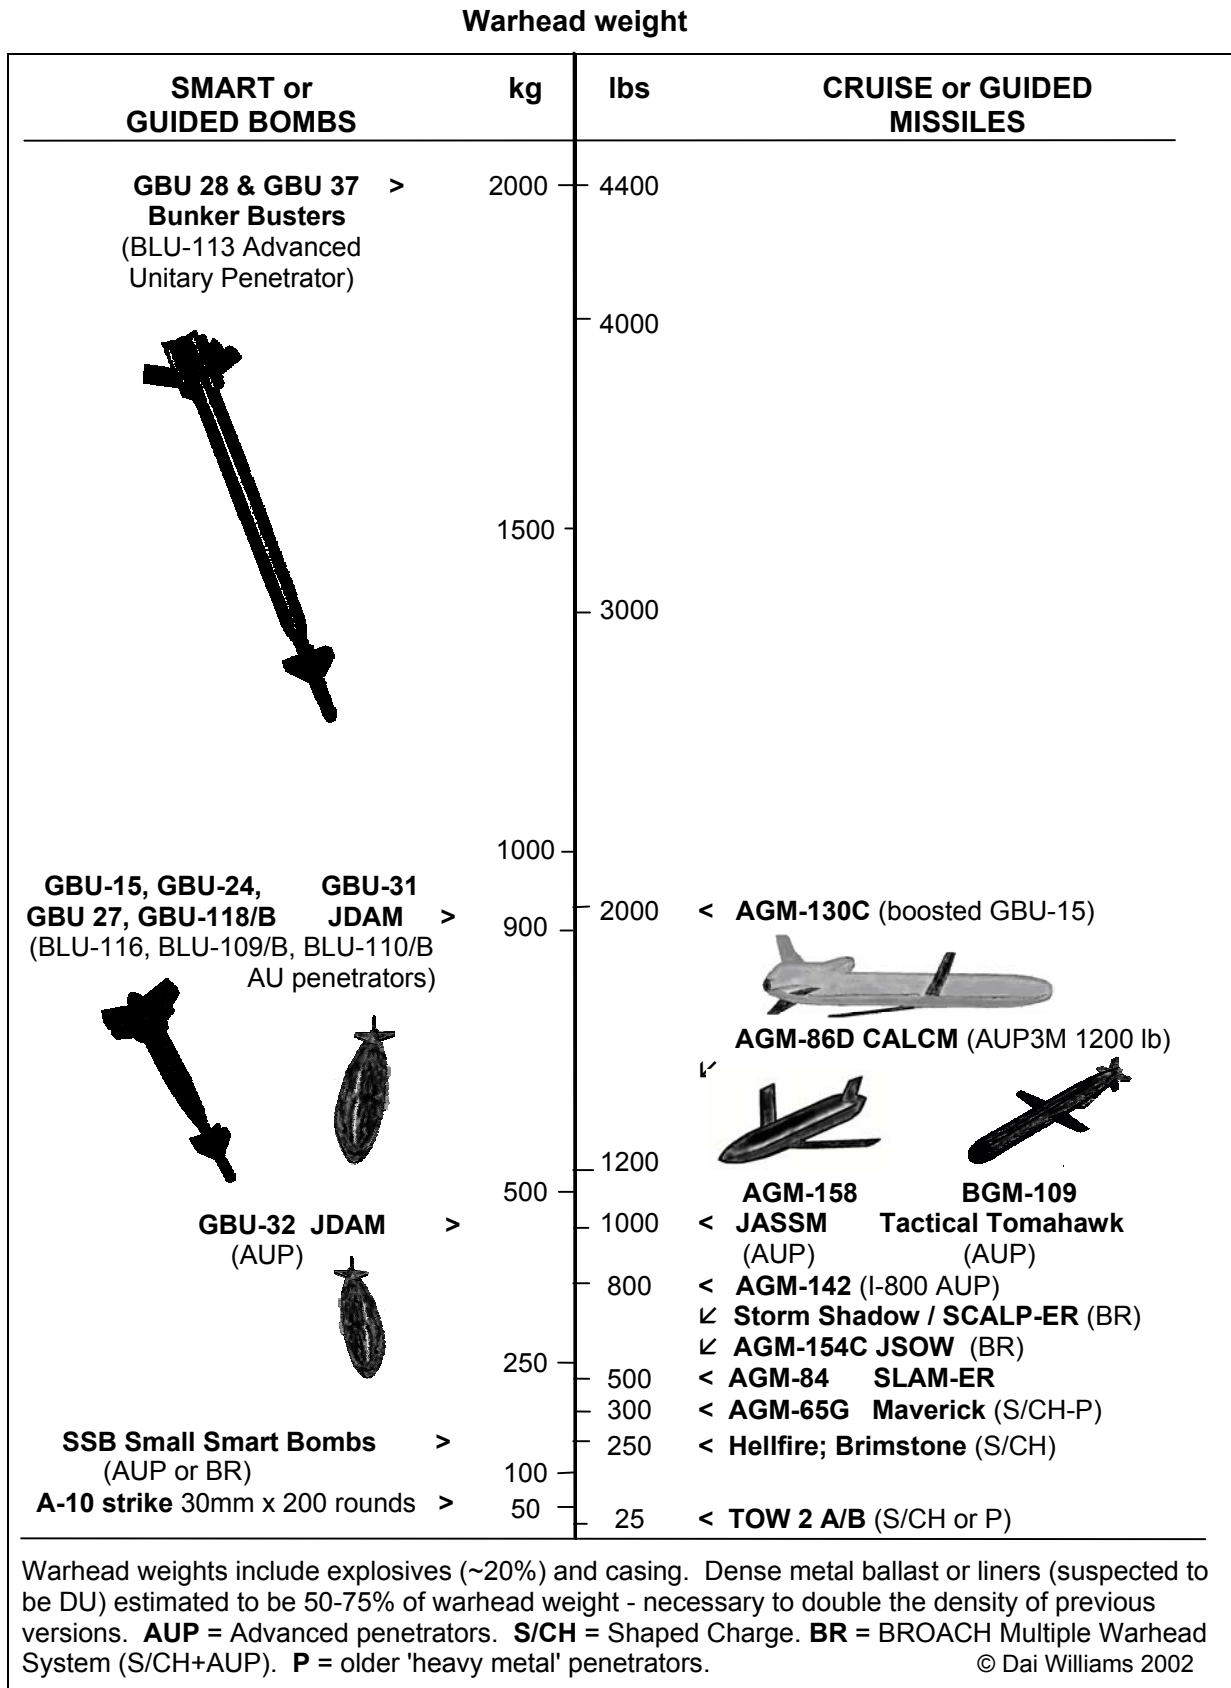 Warhead weight
SMART or
GUIDED BOMBS
kg
lbs
CRUISE or GUIDED
MISSILES
GBU 28 & GBU 37 >
Bunker Busters
(BLU-113 Advanced
Unitary Penetrator)
2000
4400
4000
1500
3000
1000
GBU-15, GBU-24, GBU-31
GBU 27, GBU-118/B JDAM >
(BLU-116, BLU-109/B, BLU-110/B
AU penetrators)
900
2000
< AGM-130C (boosted GBU-15)
AGM-86D CALCM (AUP3M 1200 lb)
↙
1200
500
AGM-158 BGM-109
GBU-32 JDAM >
(AUP)
1000
< JASSM Tactical Tomahawk
(AUP) (AUP)
800
< AGM-142 (I-800 AUP)
↙ Storm Shadow / SCALP-ER (BR)
↙ AGM-154C JSOW (BR)
250
500
< AGM-84 SLAM-ER
300
< AGM-65G Maverick (S/CH-P)
SSB Small Smart Bombs >
(AUP or BR)
250
< Hellfire; Brimstone (S/CH)
100
A-10 strike 30mm x 200 rounds >
50
25
< TOW 2 A/B (S/CH or P)
Warhead weights include explosives (~20%) and casing. Dense metal ballast or liners (suspected to
be DU) estimated to be 50-75% of warhead weight - necessary to double the density of previous
versions. AUP = Advanced penetrators. S/CH = Shaped Charge. BR = BROACH Multiple Warhead
System (S/CH+AUP). P = older 'heavy metal' penetrators. © Dai Williams 2002